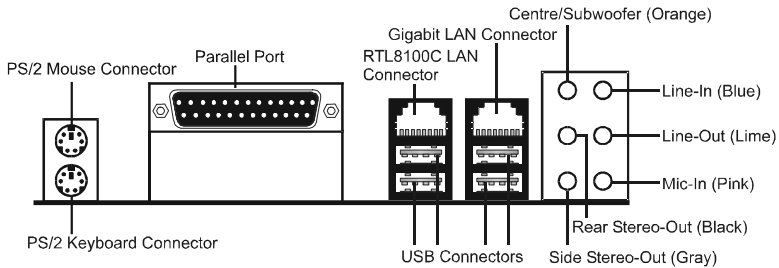 Centre/Subwoofer (Orange)
Gigabit LAN Connector
Parallel Port
RTL8100C LAN
Connector
PS/2 Mouse Connector
Line-In (Blue)
Line-Out (Lime)
Mic-In (Pink)
Rear Stereo-Out (Black)
PS/2 Keyboard Connector
USB Connectors
Side Stereo-Out (Gray)